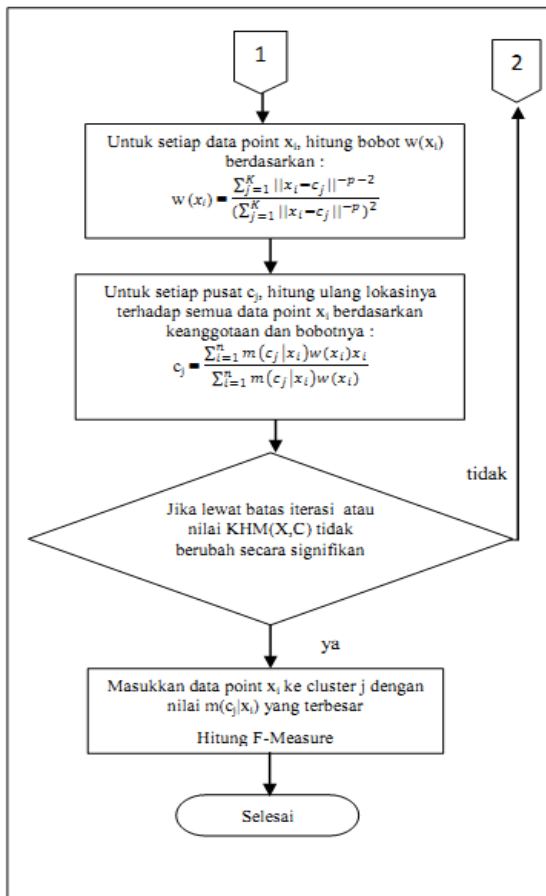 1
2
Untuk setiap data point xᵢ, hitung bobot w(xᵢ)
berdasarkan :
w (xᵢ) = \frac{∑_{j=1}^{K} ||xᵢ−cⱼ||^{−p−2}}{(∑_{j=1}^{K} ||xᵢ−cⱼ||^{−p})^2}
Untuk setiap pusat cⱼ, hitung ulang lokasinya
terhadap semua data point xᵢ berdasarkan
keanggotaan dan bobotnya :
cⱼ = \frac{∑_{i=1}^{n} m(cⱼ|xᵢ)w(xᵢ)xᵢ}{∑_{i=1}^{n} m(cⱼ|xᵢ)w(xᵢ)}
tidak
Jika lewat batas iterasi atau
nilai KHM(X,C) tidak
berubah secara signifikan
ya
Masukkan data point xᵢ ke cluster j dengan
nilai m(cⱼ|xᵢ) yang terbesar
Hitung F-Measure
Selesai